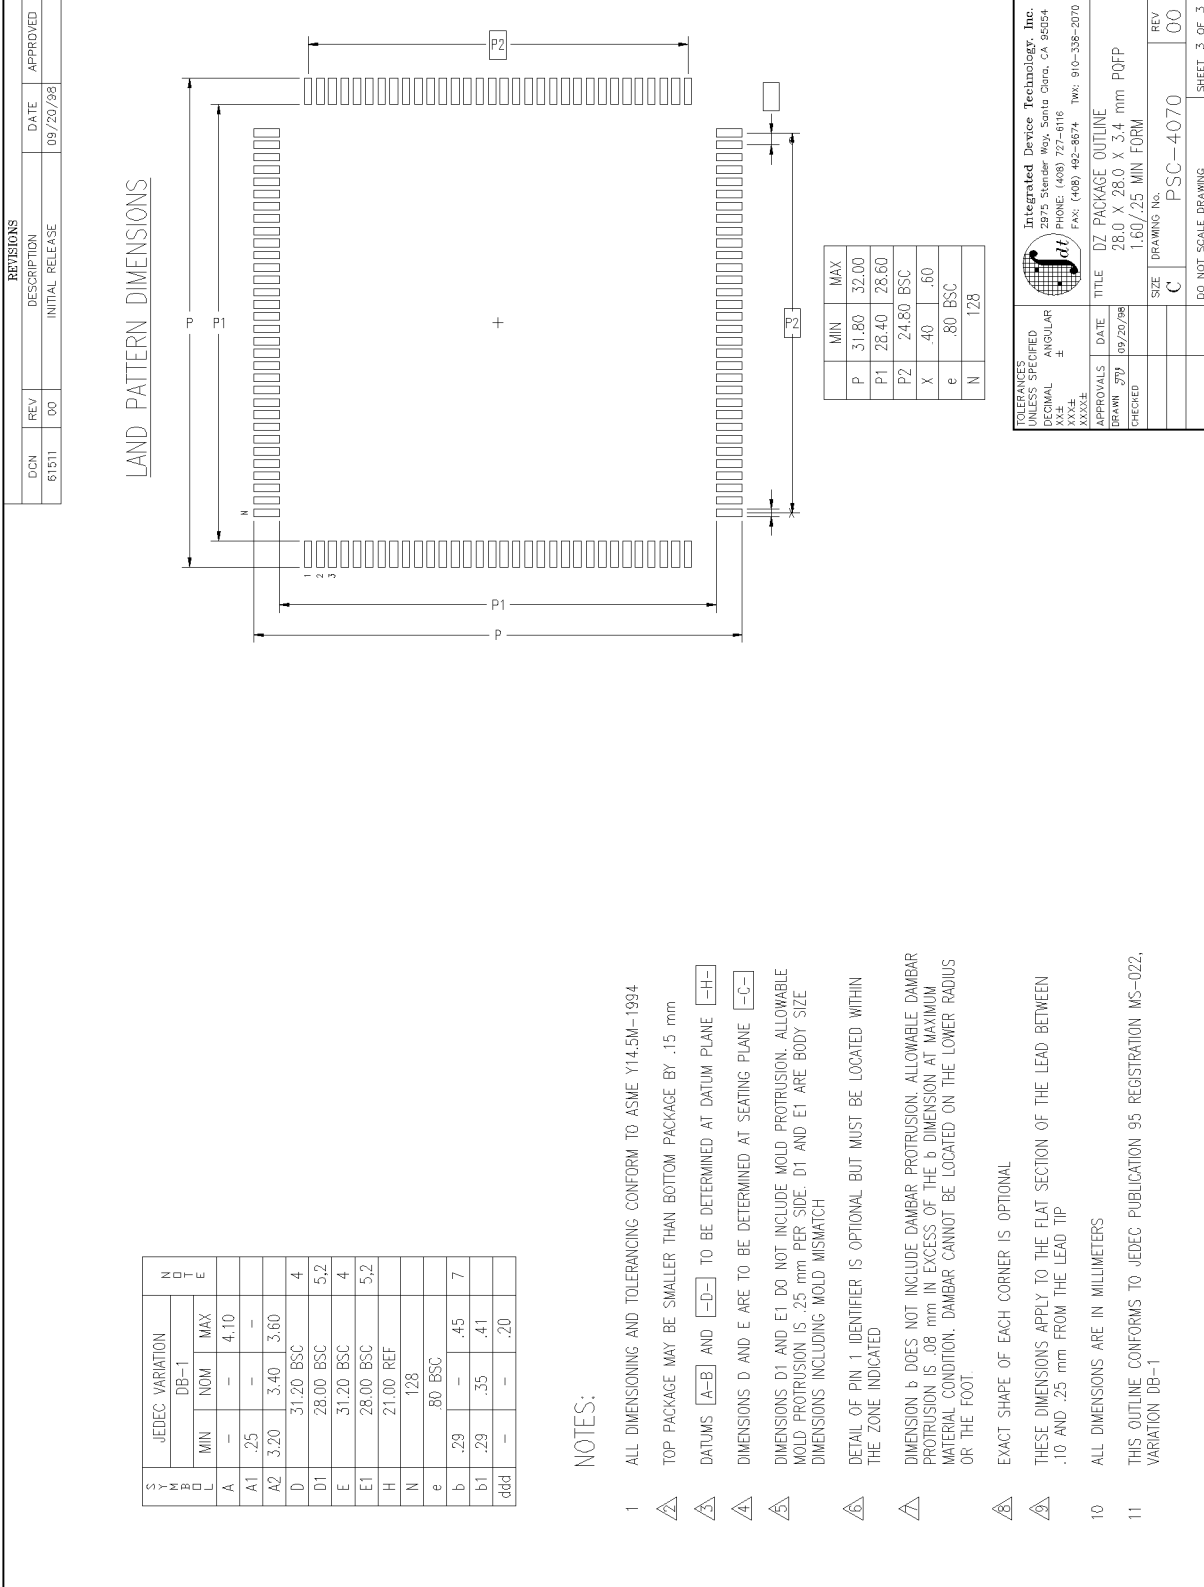 REVISIONS
DCN REV DESCRIPTION DATE APPROVED
61511 00 INITIAL RELEASE 09/20/98
LAND PATTERN DIMENSIONS
P
P1
P2
N
1
2
3
P1
P
P2
X
MIN MAX
P 31.80 32.00
P1 28.40 28.60
P2 24.80 BSC
X .40 .60
e .80 BSC
N 128
SYMBOL JEDEC VARIATION NOTE
DB-1
MIN NOM MAX
A – – 4.10
A1 .25 – –
A2 3.20 3.40 3.60
D 31.20 BSC 4
D1 28.00 BSC 5,2
E 31.20 BSC 4
E1 28.00 BSC 5,2
H 21.00 REF
N 128
e .80 BSC
b .29 – .45 7
b1 .29 .35 .41
ddd – – .20
NOTES:
1 ALL DIMENSIONING AND TOLERANCING CONFORM TO ASME Y14.5M-1994
2 TOP PACKAGE MAY BE SMALLER THAN BOTTOM PACKAGE BY .15 mm
3 DATUMS A-B AND -D- TO BE DETERMINED AT DATUM PLANE -H-
4 DIMENSIONS D AND E ARE TO BE DETERMINED AT SEATING PLANE -C-
5 DIMENSIONS D1 AND E1 DO NOT INCLUDE MOLD PROTRUSION. ALLOWABLE
MOLD PROTRUSION IS .25 mm PER SIDE. D1 AND E1 ARE BODY SIZE
DIMENSIONS INCLUDING MOLD MISMATCH
6 DETAIL OF PIN 1 IDENTIFIER IS OPTIONAL BUT MUST BE LOCATED WITHIN
THE ZONE INDICATED
7 DIMENSION b DOES NOT INCLUDE DAMBAR PROTRUSION. ALLOWABLE DAMBAR
PROTRUSION IS .08 mm IN EXCESS OF THE b DIMENSION AT MAXIMUM
MATERIAL CONDITION. DAMBAR CANNOT BE LOCATED ON THE LOWER RADIUS
OR THE FOOT.
8 EXACT SHAPE OF EACH CORNER IS OPTIONAL
9 THESE DIMENSIONS APPLY TO THE FLAT SECTION OF THE LEAD BETWEEN
.10 AND .25 mm FROM THE LEAD TIP
10 ALL DIMENSIONS ARE IN MILLIMETERS
11 THIS OUTLINE CONFORMS TO JEDEC PUBLICATION 95 REGISTRATION MS-022,
VARIATION DB-1
TOLERANCES
UNLESS SPECIFIED
DECIMAL ANGULAR
XX± ±
XXX±
XXXX±
APPROVALS DATE
DRAWN 09/20/98
CHECKED
idt
Integrated Device Technology, Inc.
2975 Stender Way, Santa Clara, CA 95054
PHONE: (408) 727-6116
FAX: (408) 492-8674 TWX: 910-338-2070
TITLE DZ PACKAGE OUTLINE
28.0 X 28.0 X 3.4 mm PQFP
1.60/.25 MIN FORM
SIZE DRAWING No. REV
C PSC-4070 00
DO NOT SCALE DRAWING SHEET 3 OF 3